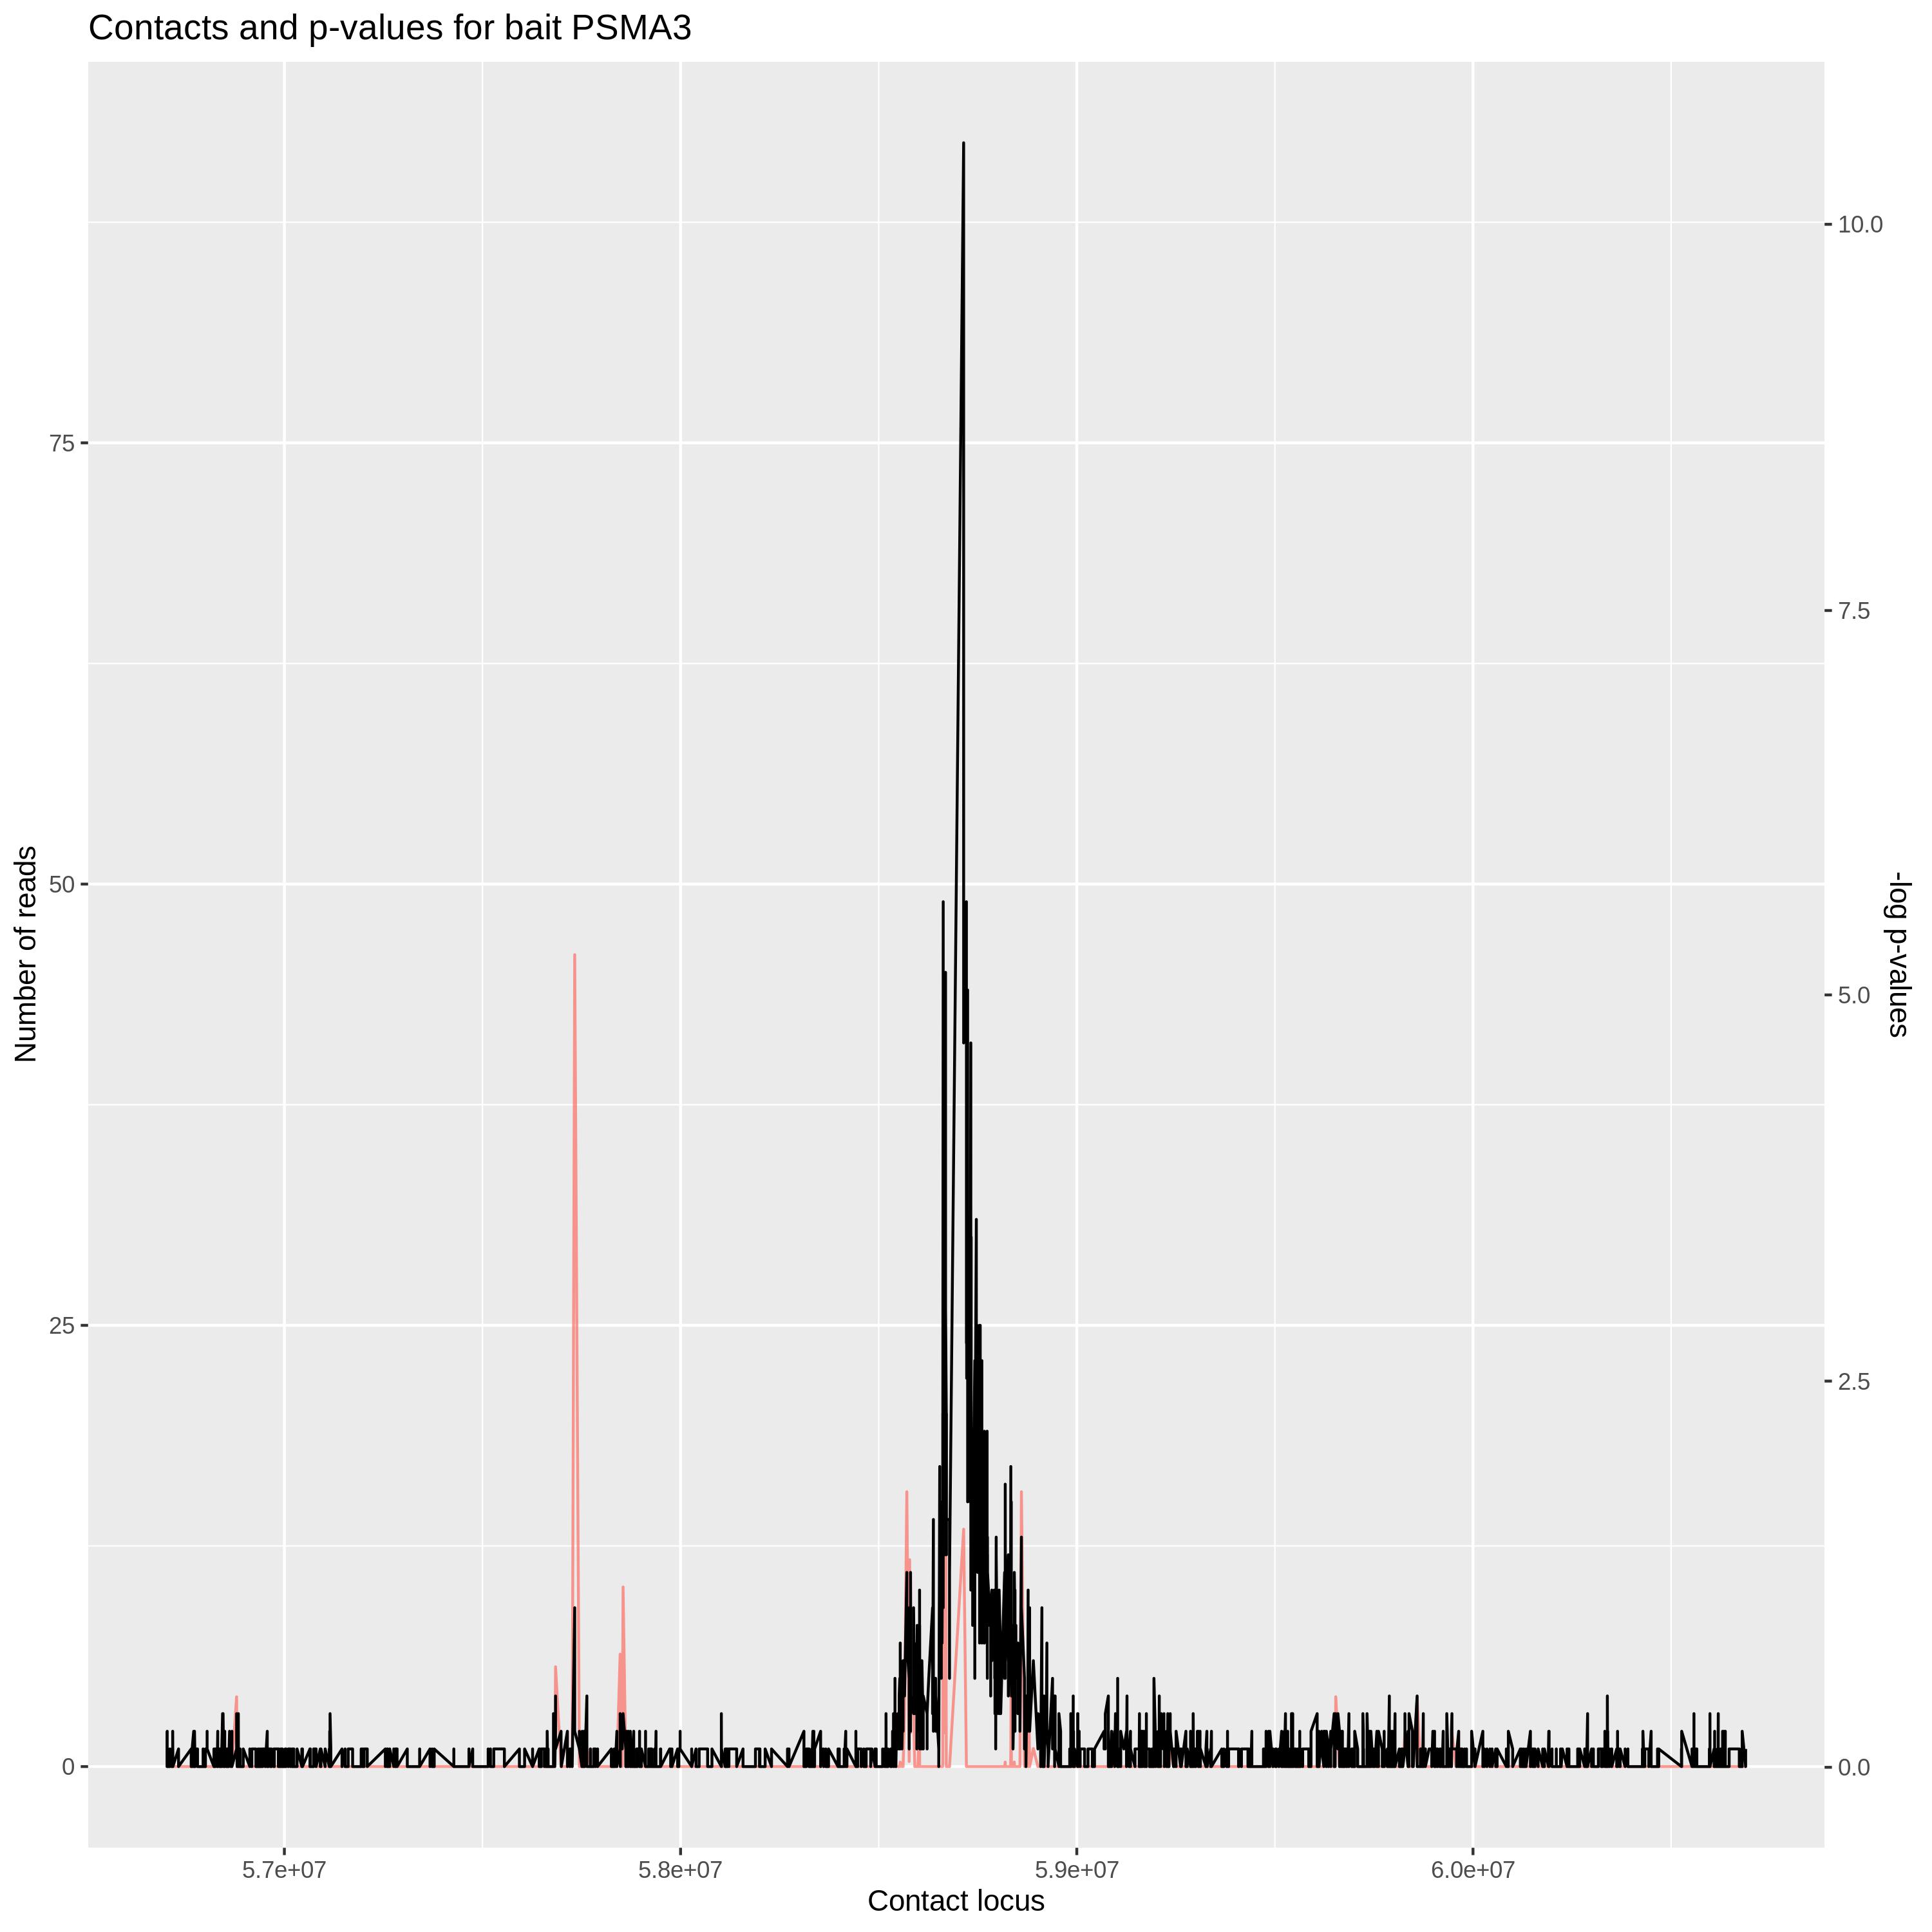 Contacts and p-values for bait PSMA3
Number of reads
75
50
25
0
10.0
7.5
5.0
2.5
0.0
-log p-values
5.7e+07
5.8e+07
5.9e+07
6.0e+07
Contact locus